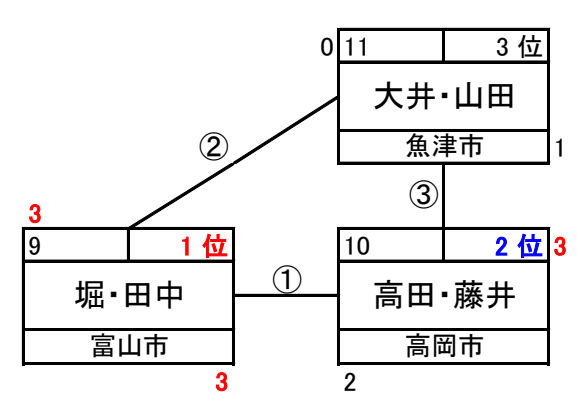 0 11 3 位
大井・山田
魚津市 1
②
③
3
9 1 位
堀・田中
富山市
3
①
10 2 位 3
高田・藤井
高岡市
2